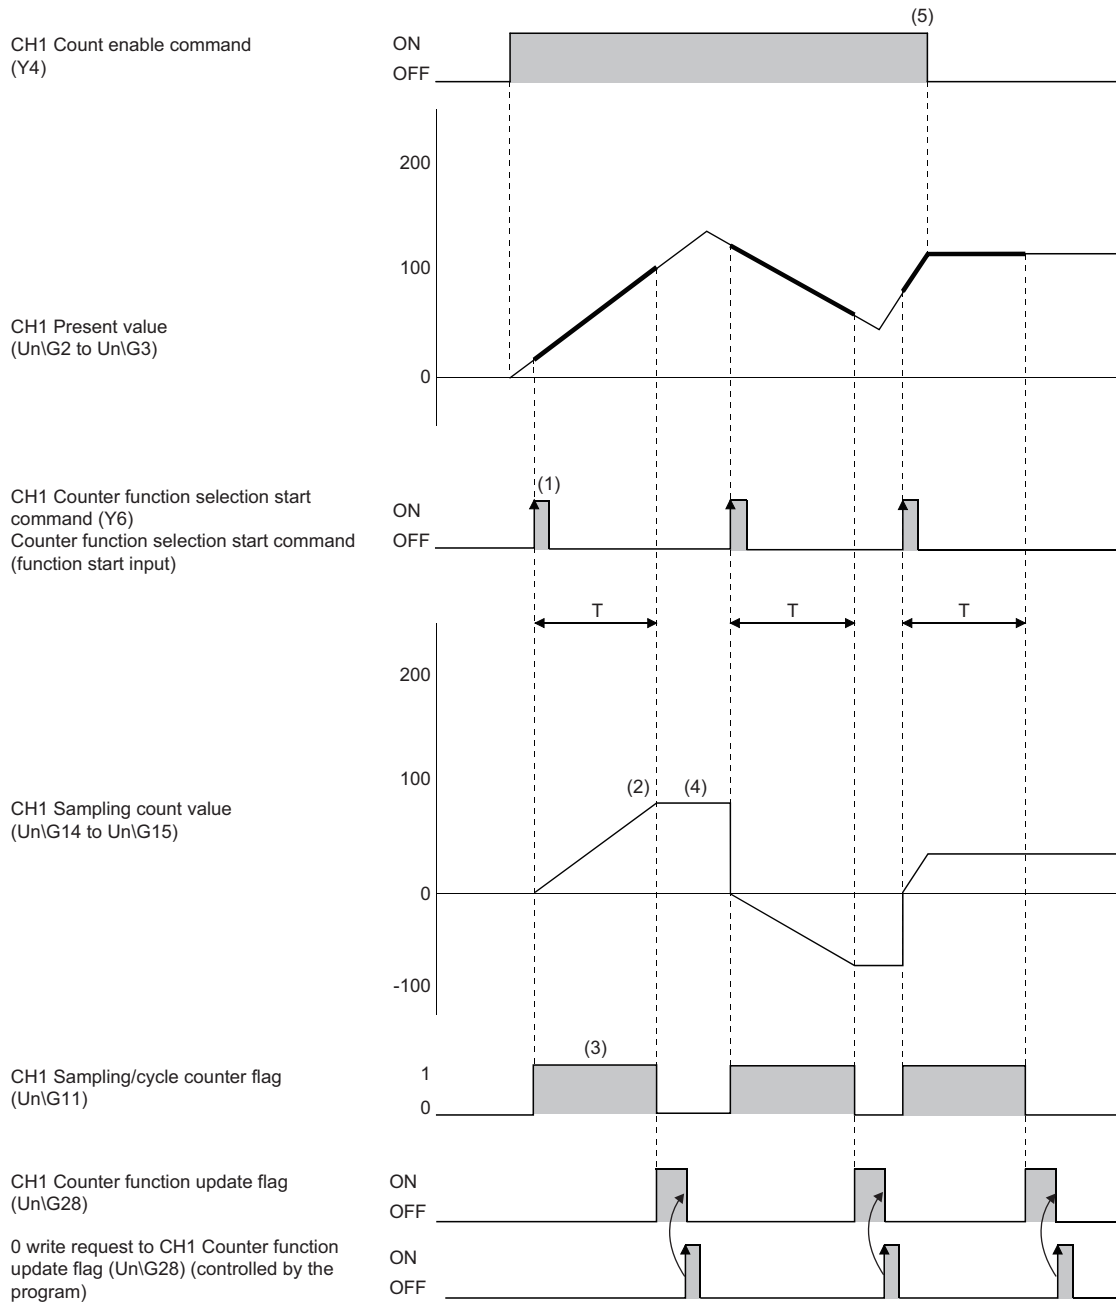 (5)
CH1 Count enable command
(Y4)
ON
OFF
200
100
CH1 Present value
(Un\G2 to Un\G3)
0
(1)
CH1 Counter function selection start
command (Y6)
Counter function selection start command
(function start input)
ON
OFF
T T T
200
100
(2) (4)
CH1 Sampling count value
(Un\G14 to Un\G15)
0
-100
(3)
CH1 Sampling/cycle counter flag
(Un\G11)
1
0
CH1 Counter function update flag
(Un\G28)
ON
OFF
0 write request to CH1 Counter function
update flag (Un\G28) (controlled by the
program)
ON
OFF